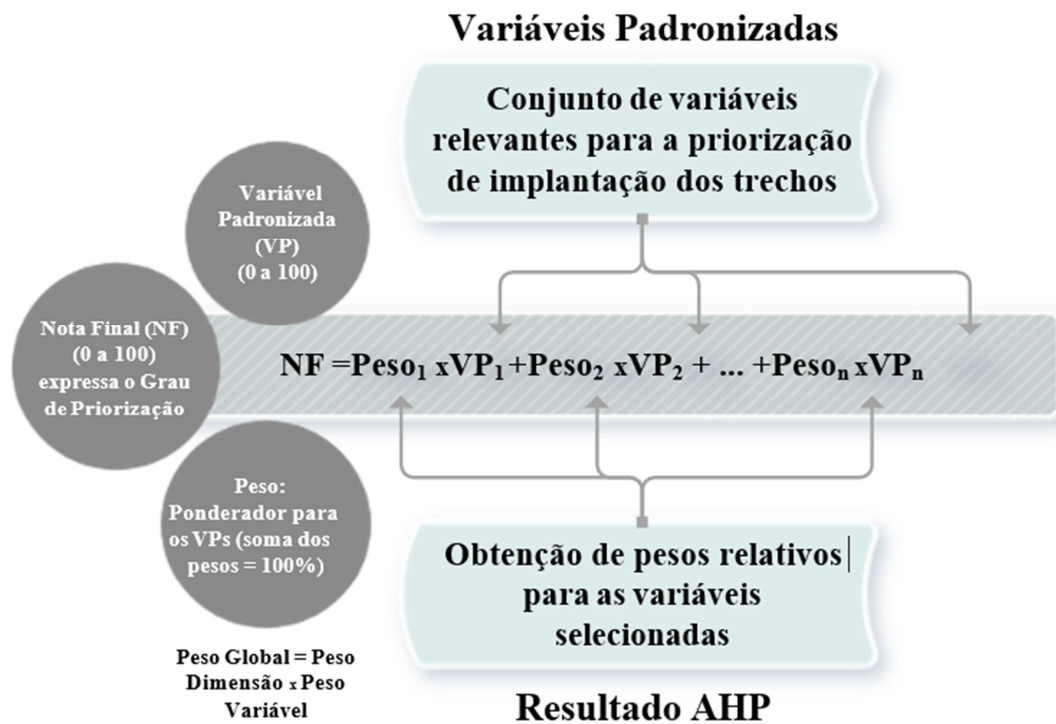 Variáveis Padronizadas
Conjunto de variáveis
relevantes para a priorização
de implantação dos trechos
Variável
Padronizada
(VP)
(0 a 100)
Nota Final (NF)
(0 a 100)
expressa o Grau
de Priorização
NF =Peso₁ xVP₁+Peso₂ xVP₂ + ... +Pesoₙ xVPₙ
Peso:
Ponderador para
os VPs (soma dos
pesos = 100%)
Obtenção de pesos relativos
para as variáveis
selecionadas
Peso Global = Peso
Dimensão x Peso
Variável
Resultado AHP